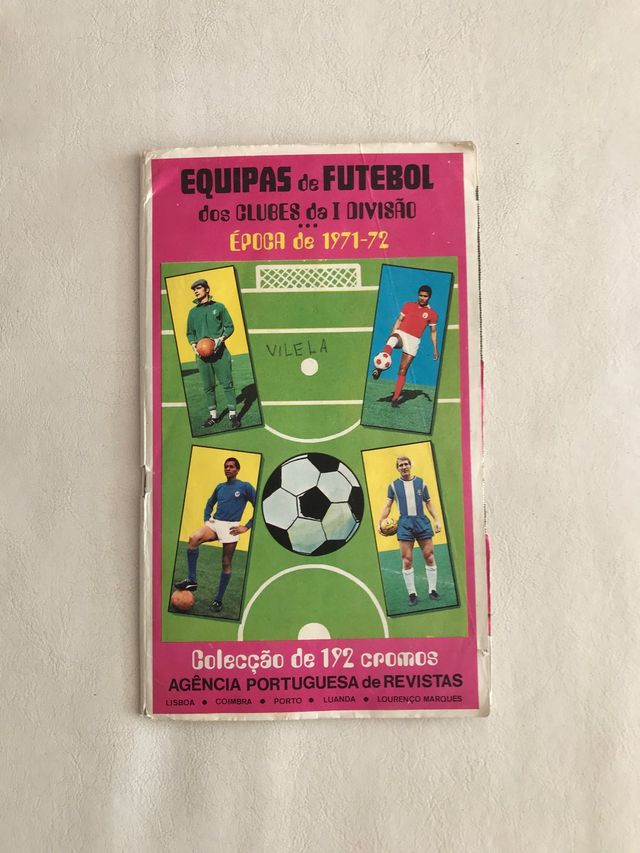 EQUIPAS de FUTEBOL
dos CLUBES da I DIVISÃO
ÉPOCA de 1971-72
VILELA
Colecção de 192 cromos
AGÊNCIA PORTUGUESA de REVISTAS
LISBOA • COIMBRA • PORTO • LUANDA • LOURENÇO MARQUES